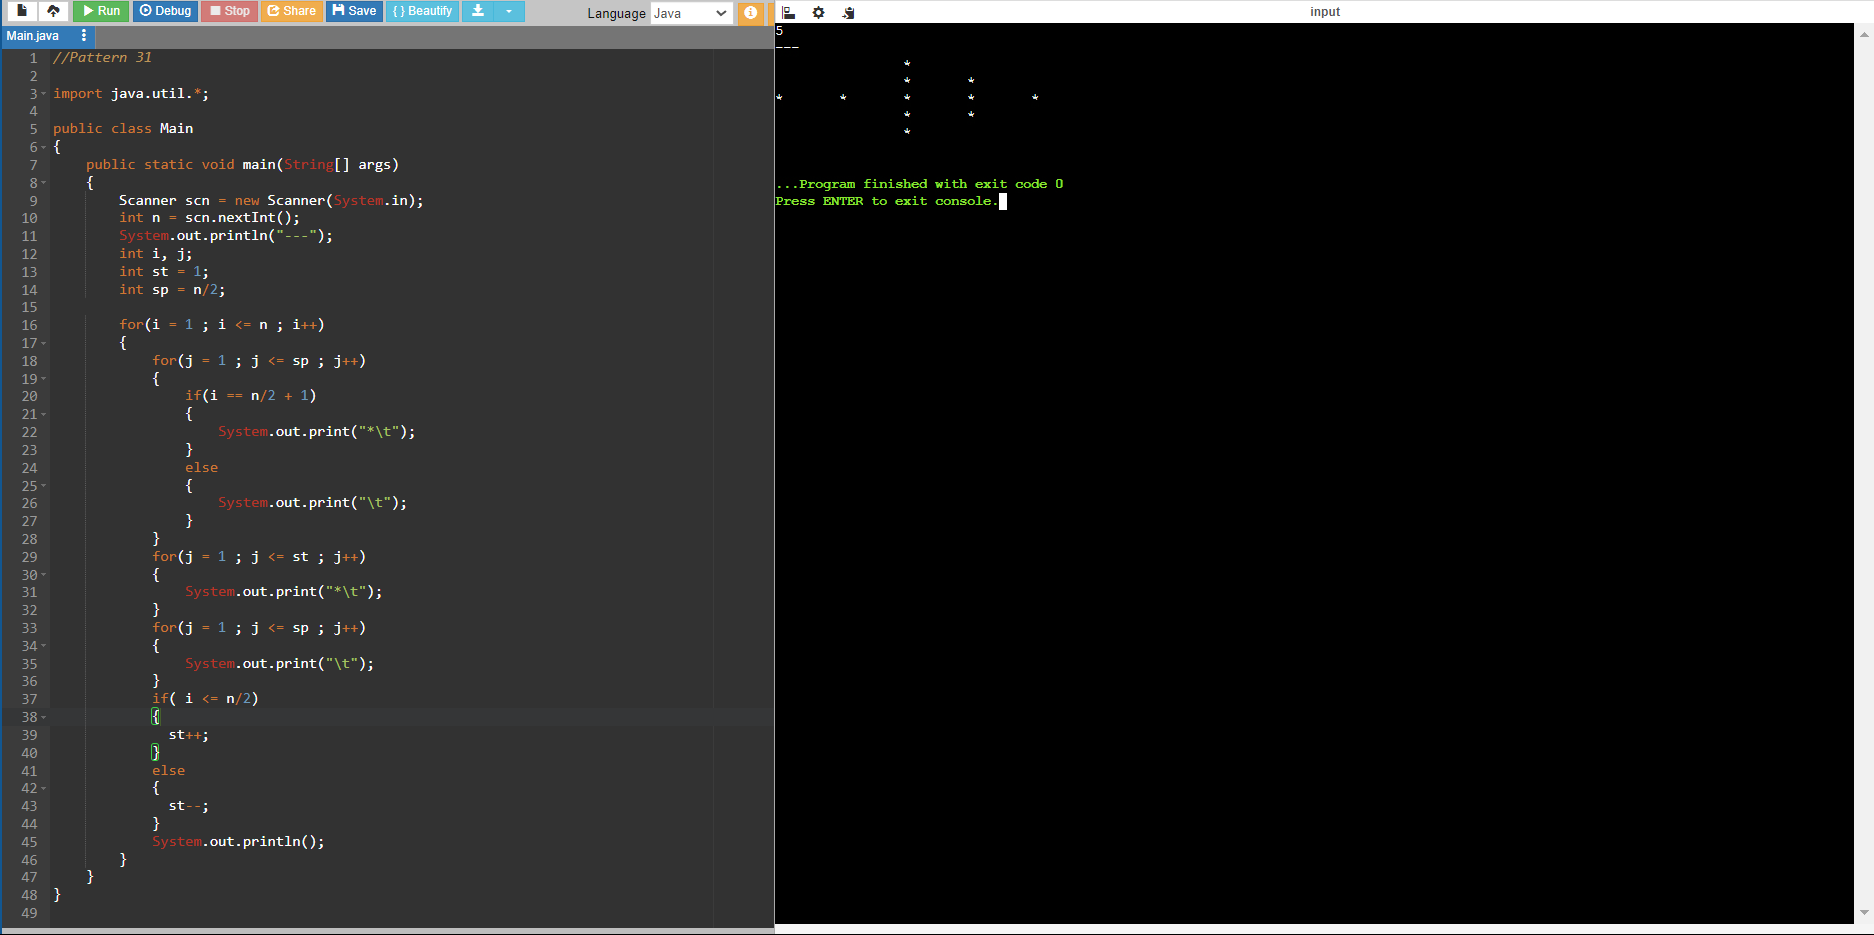 Run Debug Stop Share Save { } Beautify Language Java
Main.java
1 //Pattern 31
2
3 import java.util.*;
4
5 public class Main
6 {
7     public static void main(String[] args)
8     {
9         Scanner scn = new Scanner(System.in);
10         int n = scn.nextInt();
11         System.out.println("---");
12         int i, j;
13         int st = 1;
14         int sp = n/2;
15
16         for(i = 1 ; i <= n ; i++)
17         {
18             for(j = 1 ; j <= sp ; j++)
19             {
20                 if(i == n/2 + 1)
21                 {
22                     System.out.print("*\t");
23                 }
24                 else
25                 {
26                     System.out.print("\t");
27                 }
28             }
29             for(j = 1 ; j <= st ; j++)
30             {
31                 System.out.print("*\t");
32             }
33             for(j = 1 ; j <= sp ; j++)
34             {
35                 System.out.print("\t");
36             }
37             if( i <= n/2)
38             {
39               st++;
40             }
41             else
42             {
43               st--;
44             }
45             System.out.println();
46         }
47     }
48 }
49
input
5
---
                *
                *       *
*       *       *       *       *
                *       *
                *
...Program finished with exit code 0
Press ENTER to exit console.